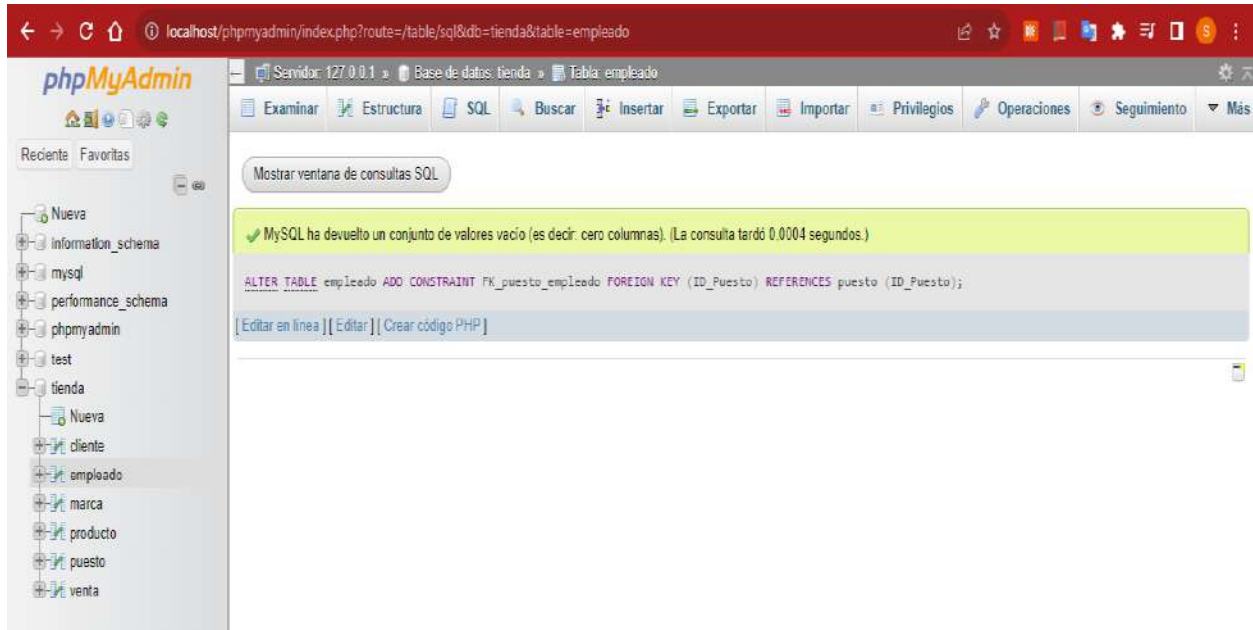 localhost/phpmyadmin/index.php?route=/table/sql&db=tienda&table=empleado
S
phpMyAdmin
Reciente Favoritas
Nueva
information_schema
mysql
performance_schema
phpmyadmin
test
tienda
Nueva
cliente
empleado
marca
producto
puesto
venta
Servidor: 127.0.0.1 » Base de datos: tienda » Tabla: empleado
Examinar Estructura SQL Buscar Insertar Exportar Importar Privilegios Operaciones Seguimiento Más
Mostrar ventana de consultas SQL
MySQL ha devuelto un conjunto de valores vacío (es decir: cero columnas). (La consulta tardó 0,0004 segundos.)
ALTER TABLE empleado ADD CONSTRAINT FK_puesto_empleado FOREIGN KEY (ID_Puesto) REFERENCES puesto (ID_Puesto);
[ Editar en línea ] [ Editar ] [ Crear código PHP ]